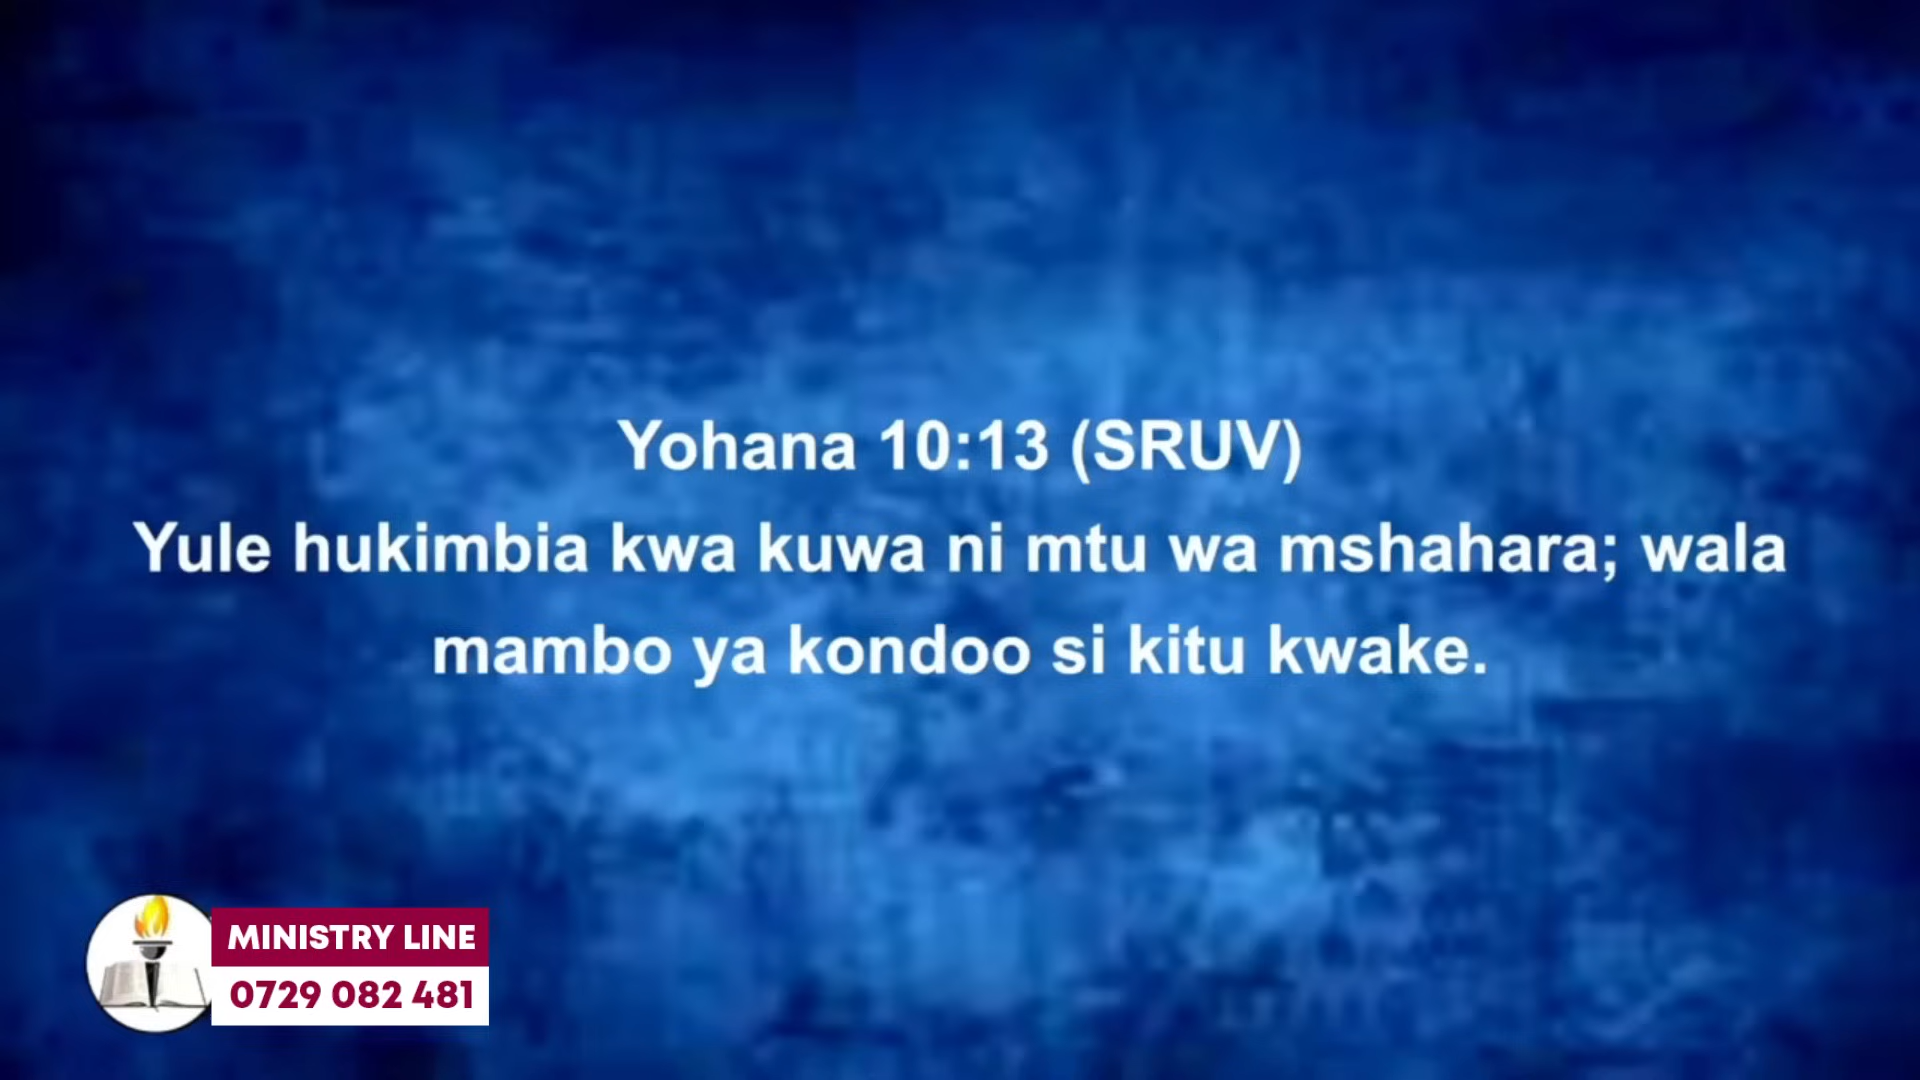 Yohana 10:13 (SRUV)
Yule hukimbia kwa kuwa ni mtu wa mshahara; wala
mambo ya kondoo si kitu kwake.
MINISTRY LINE
0729 082 481